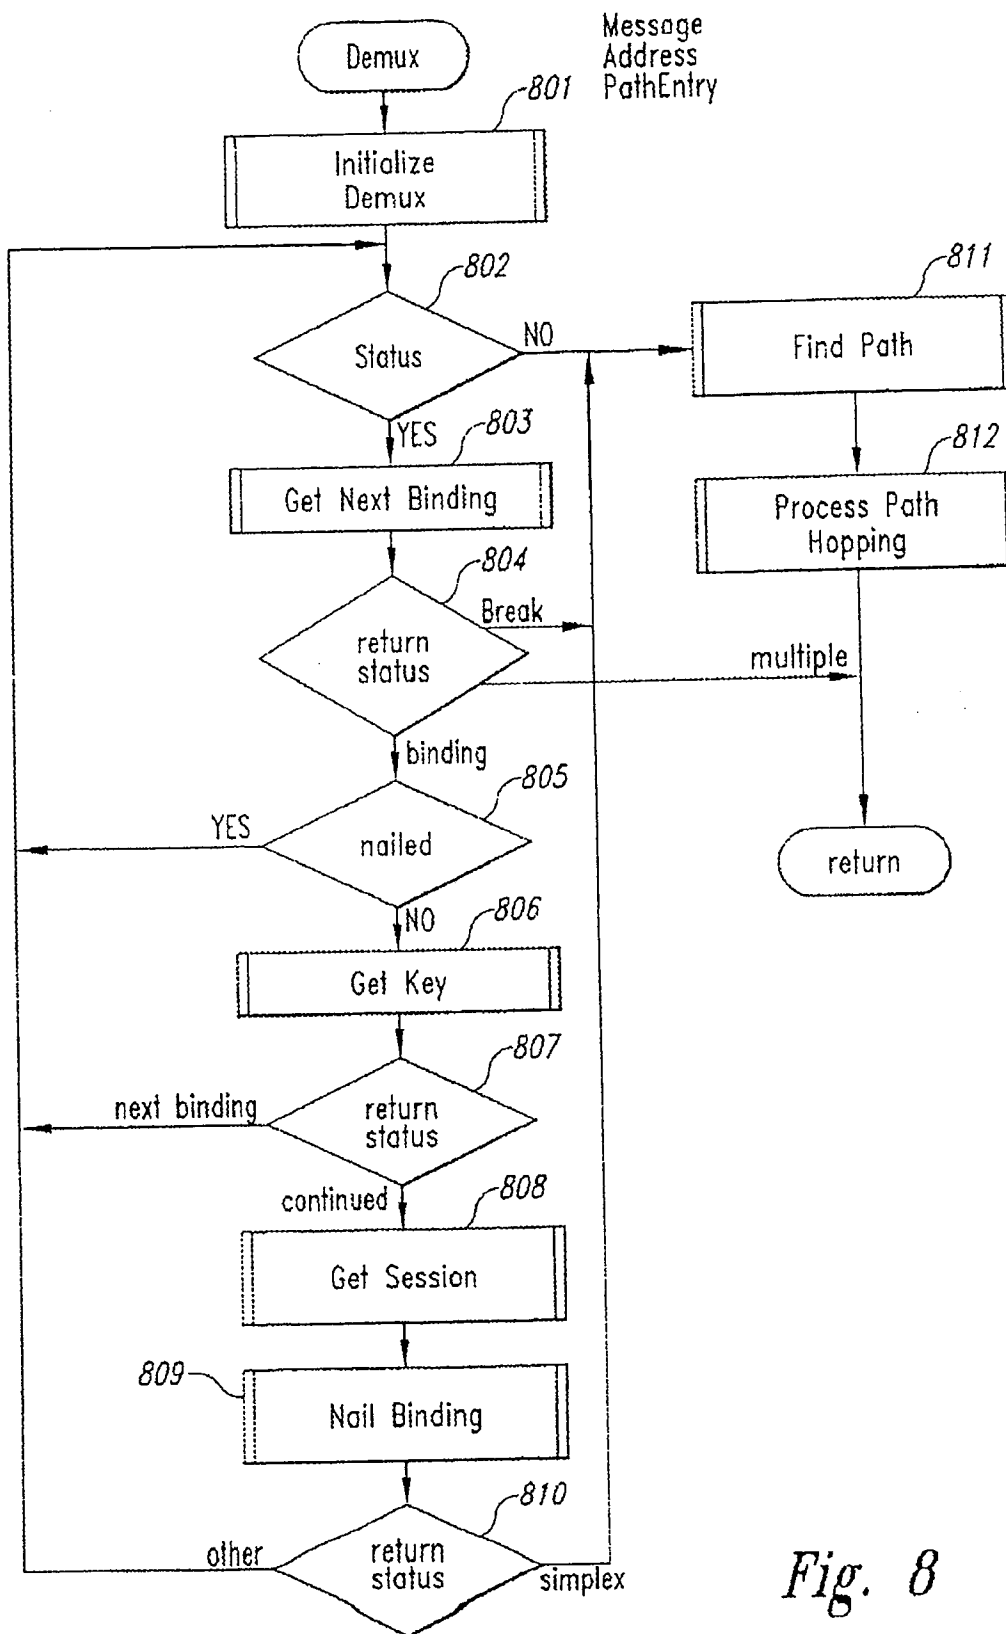 Demux
Message
Address
PathEntry
801
Initialize
Demux
802
Status
NO
YES
811
Find Path
803
Get Next Binding
812
Process Path
Hopping
804
return
status
Break
multiple
binding
805
nailed
YES
NO
return
806
Get Key
807
return
status
next binding
continued
808
Get Session
809
Nail Binding
810
return
status
other
simplex
Fig. 8